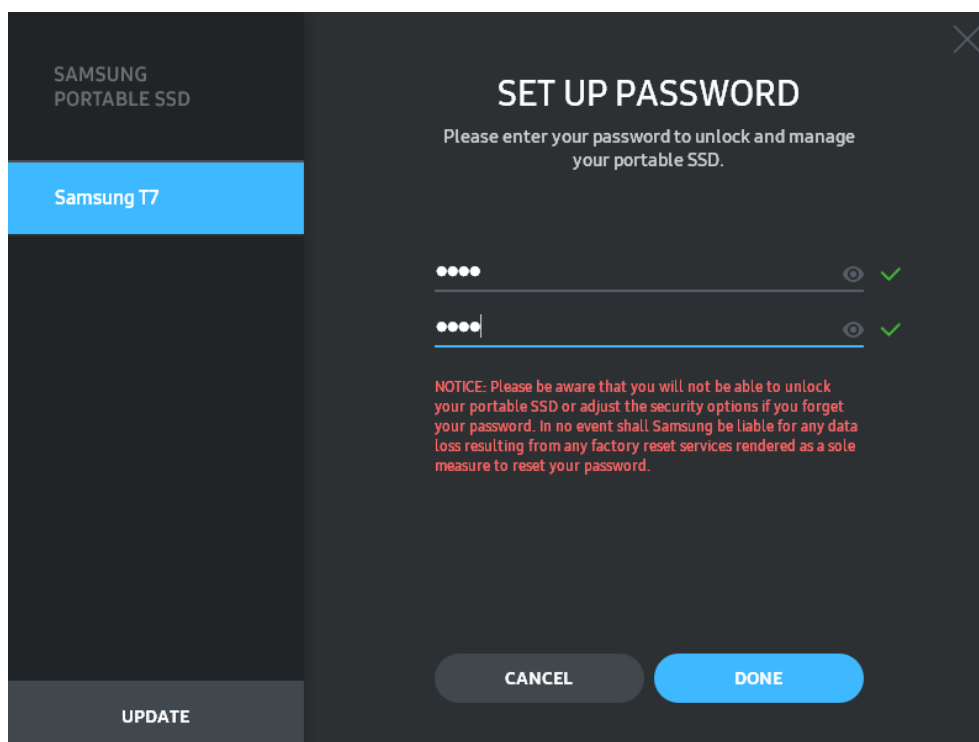 SAMSUNG
PORTABLE SSD
Samsung T7
UPDATE
SET UP PASSWORD
Please enter your password to unlock and manage
your portable SSD.
••••
••••
NOTICE: Please be aware that you will not be able to unlock
your portable SSD or adjust the security options if you forget
your password. In no event shall Samsung be liable for any data
loss resulting from any factory reset services rendered as a sole
measure to reset your password.
CANCEL
DONE